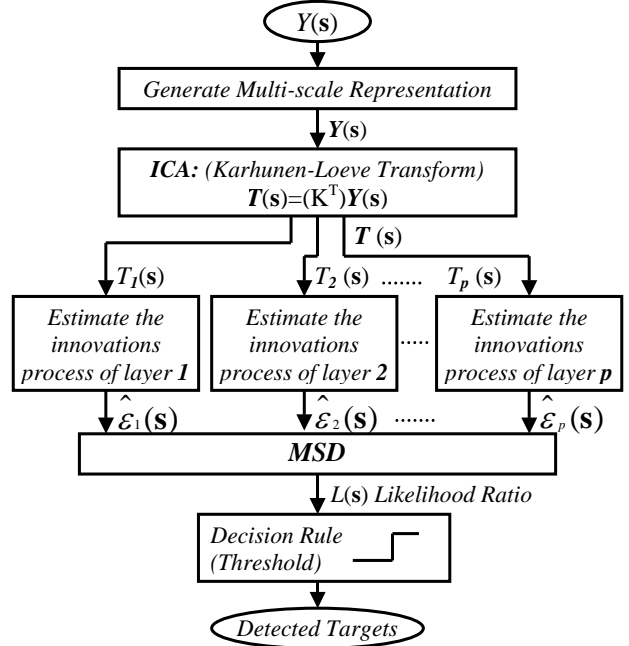 Y(s)
Generate Multi-scale Representation
Y(s)
ICA: (Karhunen-Loeve Transform)
T(s)=(Kᵀ)Y(s)
T (s)
T₁(s) T₂ (s) ....... Tₚ (s)
Estimate the
innovations
process of layer 1
Estimate the
innovations
process of layer 2
.....
Estimate the
innovations
process of layer p
ε̂₁(s) ε̂₂(s) ....... ε̂ₚ(s)
MSD
L(s) Likelihood Ratio
Decision Rule
(Threshold)
Detected Targets